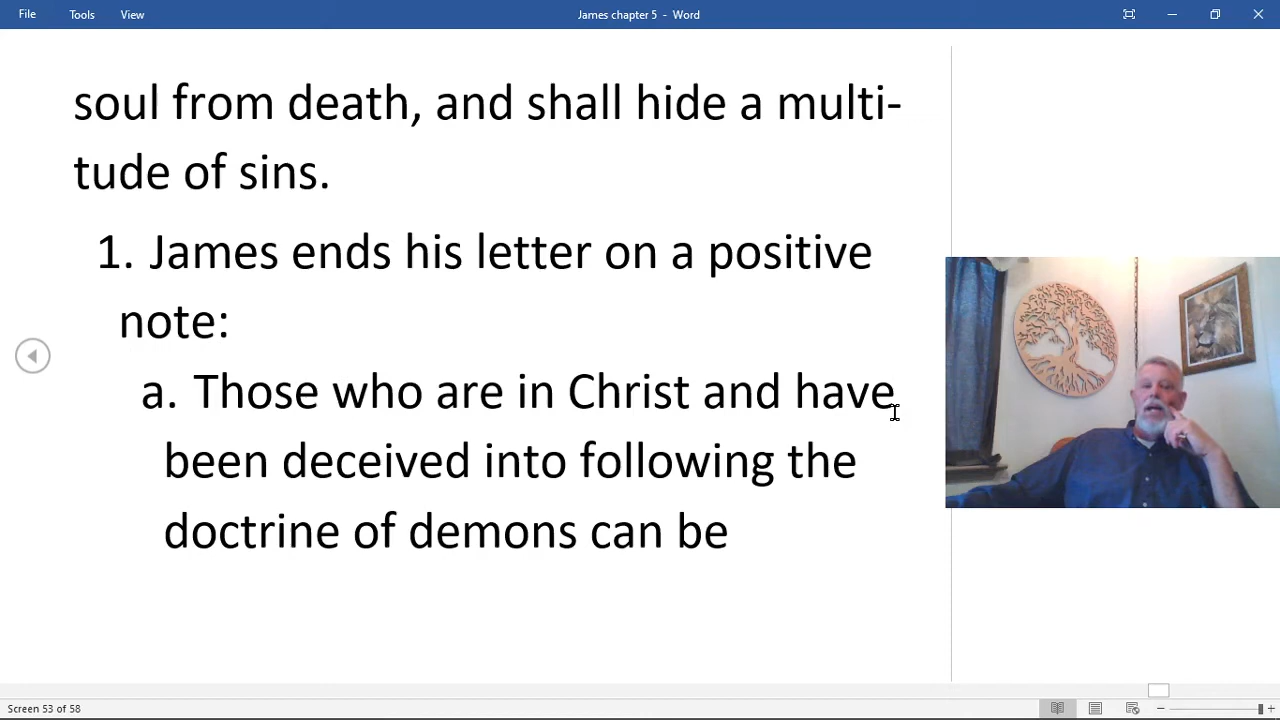 File Tools View James chapter 5 - Word
soul from death, and shall hide a multi-
tude of sins.
1. James ends his letter on a positive
note:
a. Those who are in Christ and have
been deceived into following the
doctrine of demons can be
Screen 53 of 58